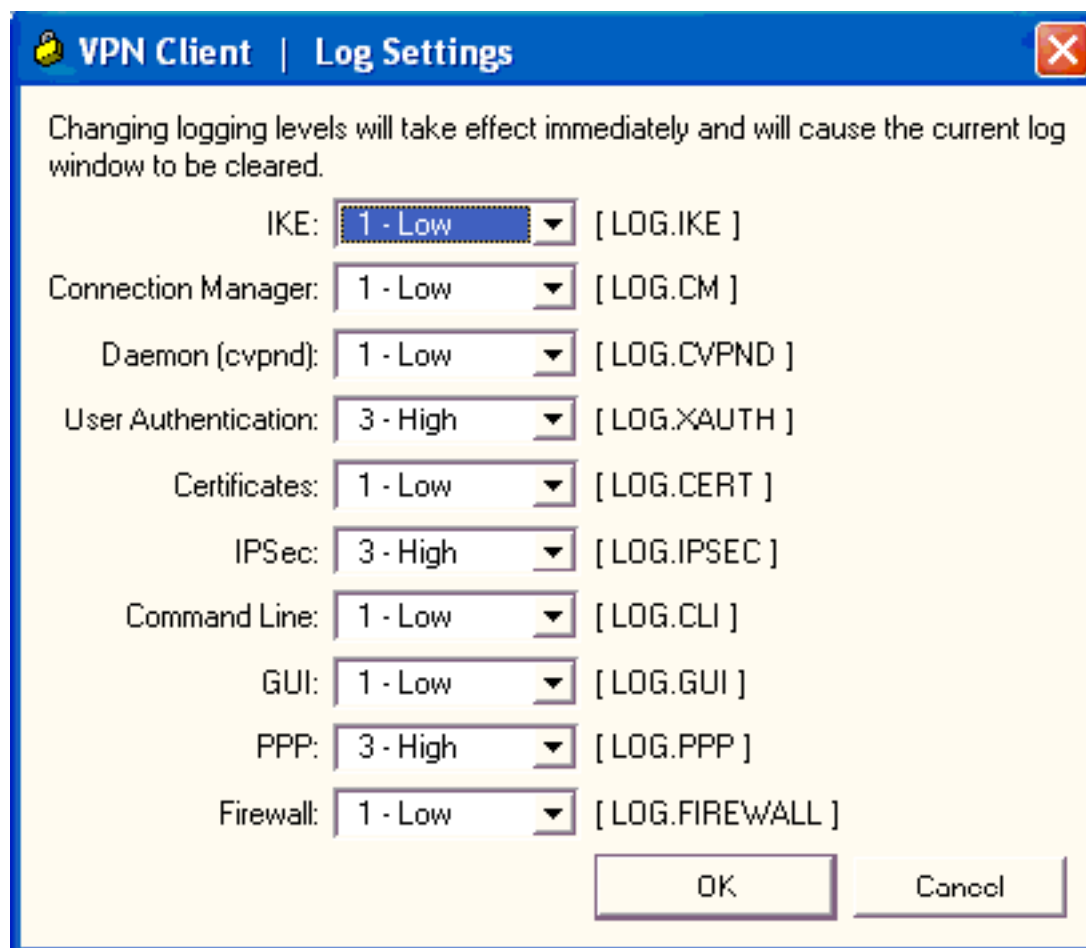 VPN Client | Log Settings
Changing logging levels will take effect immediately and will cause the current log
window to be cleared.
IKE: 1 - Low [ LOG.IKE ]
Connection Manager: 1 - Low [ LOG.CM ]
Daemon (cvpnd): 1 - Low [ LOG.CVPND ]
User Authentication: 3 - High [ LOG.XAUTH ]
Certificates: 1 - Low [ LOG.CERT ]
IPSec: 3 - High [ LOG.IPSEC ]
Command Line: 1 - Low [ LOG.CLI ]
GUI: 1 - Low [ LOG.GUI ]
PPP: 3 - High [ LOG.PPP ]
Firewall: 1 - Low [ LOG.FIREWALL ]
OK Cancel